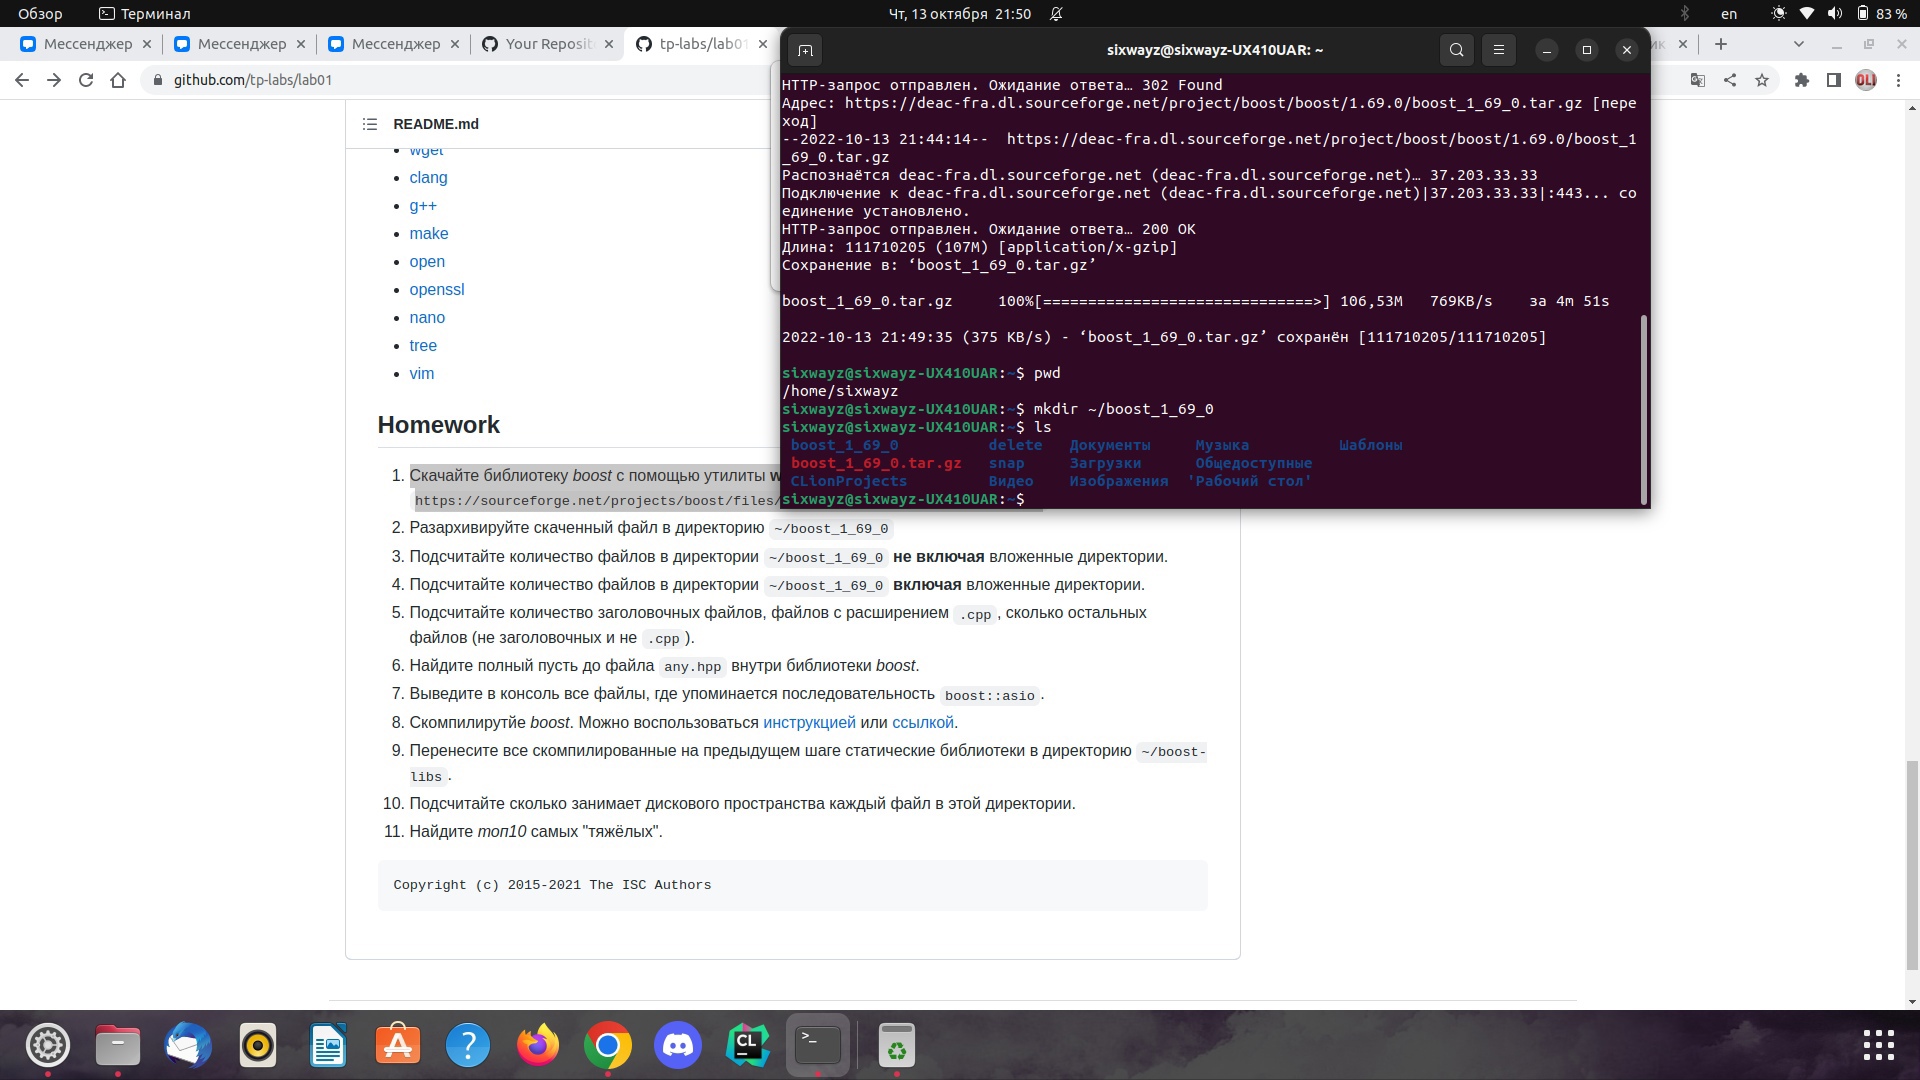 Обзор
Терминал
Чт, 13 октября 21:50
en
83 %
Мессенджер
Мессенджер
Мессенджер
Your Reposit
tp-labs/lab01
github.com/tp-labs/lab01
sixwayz@sixwayz-UX410UAR: ~
HTTP-запрос отправлен. Ожидание ответа… 302 Found
Адрес: https://deac-fra.dl.sourceforge.net/project/boost/boost/1.69.0/boost_1_69_0.tar.gz [пере
ход]
--2022-10-13 21:44:14--  https://deac-fra.dl.sourceforge.net/project/boost/boost/1.69.0/boost_1
_69_0.tar.gz
Распознаётся deac-fra.dl.sourceforge.net (deac-fra.dl.sourceforge.net)… 37.203.33.33
Подключение к deac-fra.dl.sourceforge.net (deac-fra.dl.sourceforge.net)|37.203.33.33|:443... со
единение установлено.
HTTP-запрос отправлен. Ожидание ответа… 200 OK
Длина: 111710205 (107M) [application/x-gzip]
Сохранение в: ‘boost_1_69_0.tar.gz’
boost_1_69_0.tar.gz     100%[==============================>] 106,53M   769KB/s    за 4m 51s
2022-10-13 21:49:35 (375 KB/s) - ‘boost_1_69_0.tar.gz’ сохранён [111710205/111710205]
sixwayz@sixwayz-UX410UAR:~$ pwd
/home/sixwayz
sixwayz@sixwayz-UX410UAR:~$ mkdir ~/boost_1_69_0
sixwayz@sixwayz-UX410UAR:~$ ls
boost_1_69_0 delete Документы Музыка Шаблоны
boost_1_69_0.tar.gz snap Загрузки Общедоступные
CLionProjects Видео Изображения 'Рабочий стол'
sixwayz@sixwayz-UX410UAR:~$
README.md
wget
clang
g++
make
open
openssl
nano
tree
vim
Homework
1. Скачайте библиотеку boost с помощью утилиты
https://sourceforge.net/projects/boost/files/
2. Разархивируйте скаченный файл в директорию ~/boost_1_69_0
3. Подсчитайте количество файлов в директории ~/boost_1_69_0 не включая вложенные директории.
4. Подсчитайте количество файлов в директории ~/boost_1_69_0 включая вложенные директории.
5. Подсчитайте количество заголовочных файлов, файлов с расширением .cpp, сколько остальных
файлов (не заголовочных и не .cpp).
6. Найдите полный пусть до файла any.hpp внутри библиотеки boost.
7. Выведите в консоль все файлы, где упоминается последовательность boost::asio.
8. Скомпилирутйе boost. Можно воспользоваться инструкцией или ссылкой.
9. Перенесите все скомпилированные на предыдущем шаге статические библиотеки в директорию ~/boost-
libs.
10. Подсчитайте сколько занимает дискового пространства каждый файл в этой директории.
11. Найдите топ10 самых "тяжёлых".
Copyright (c) 2015-2021 The ISC Authors
CL